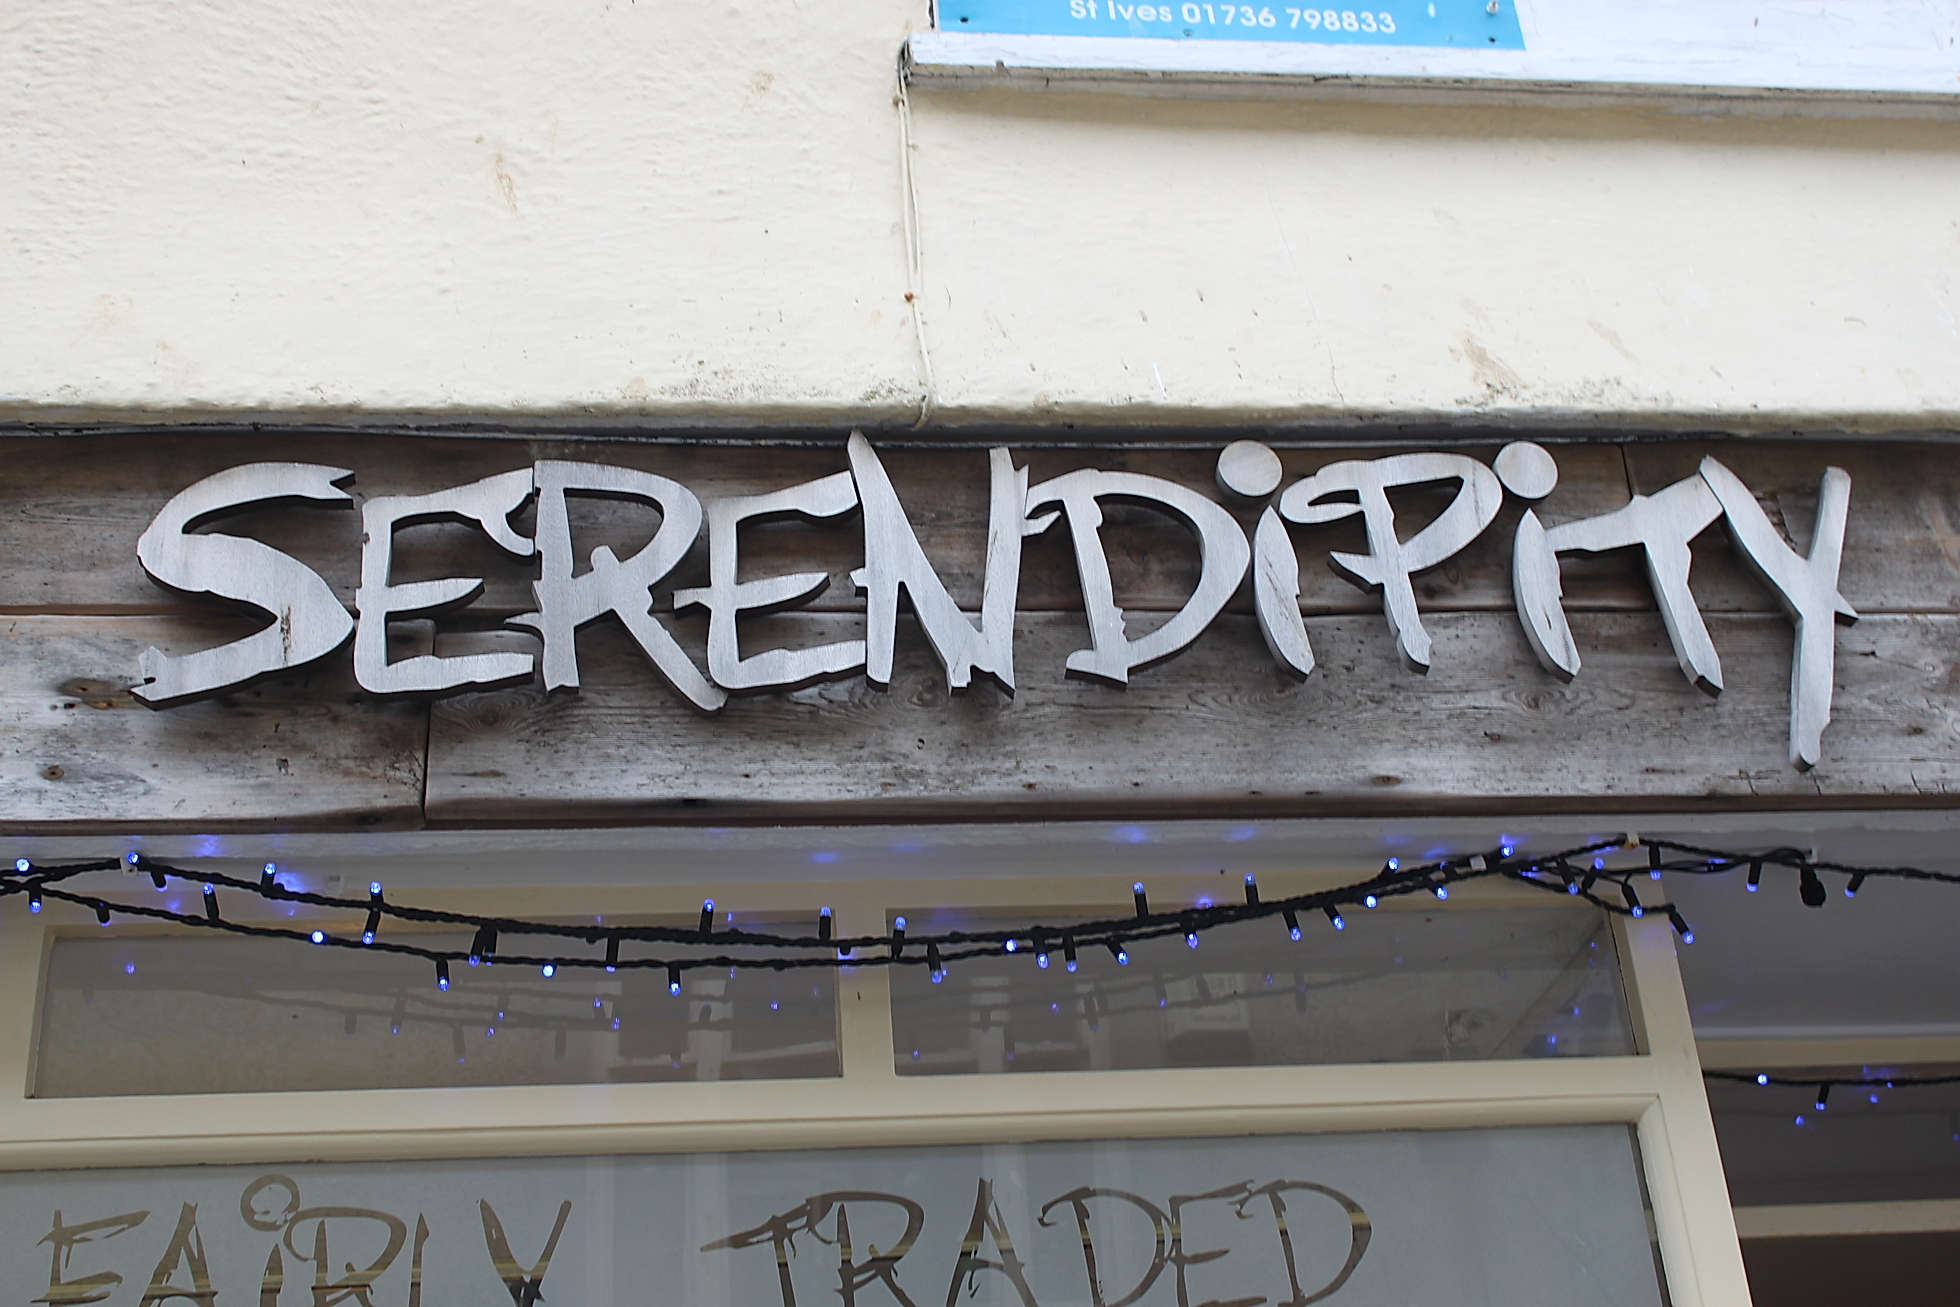 St Ives 01736 798833
SERENDiPiTY
FAiRLY TRADED